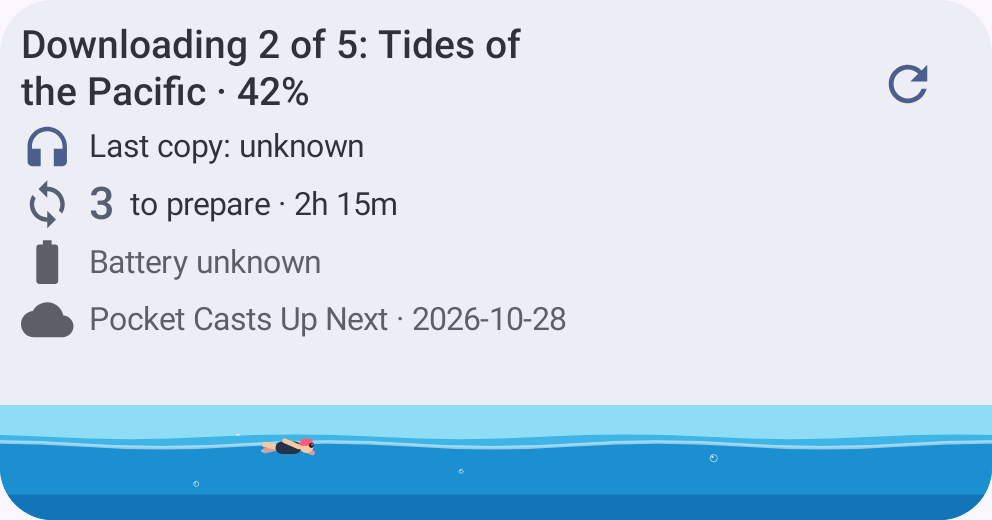 Downloading 2 of 5: Tides of
the Pacific · 42%
Last copy: unknown
3 to prepare · 2h 15m
Battery unknown
Pocket Casts Up Next · 2026-10-28